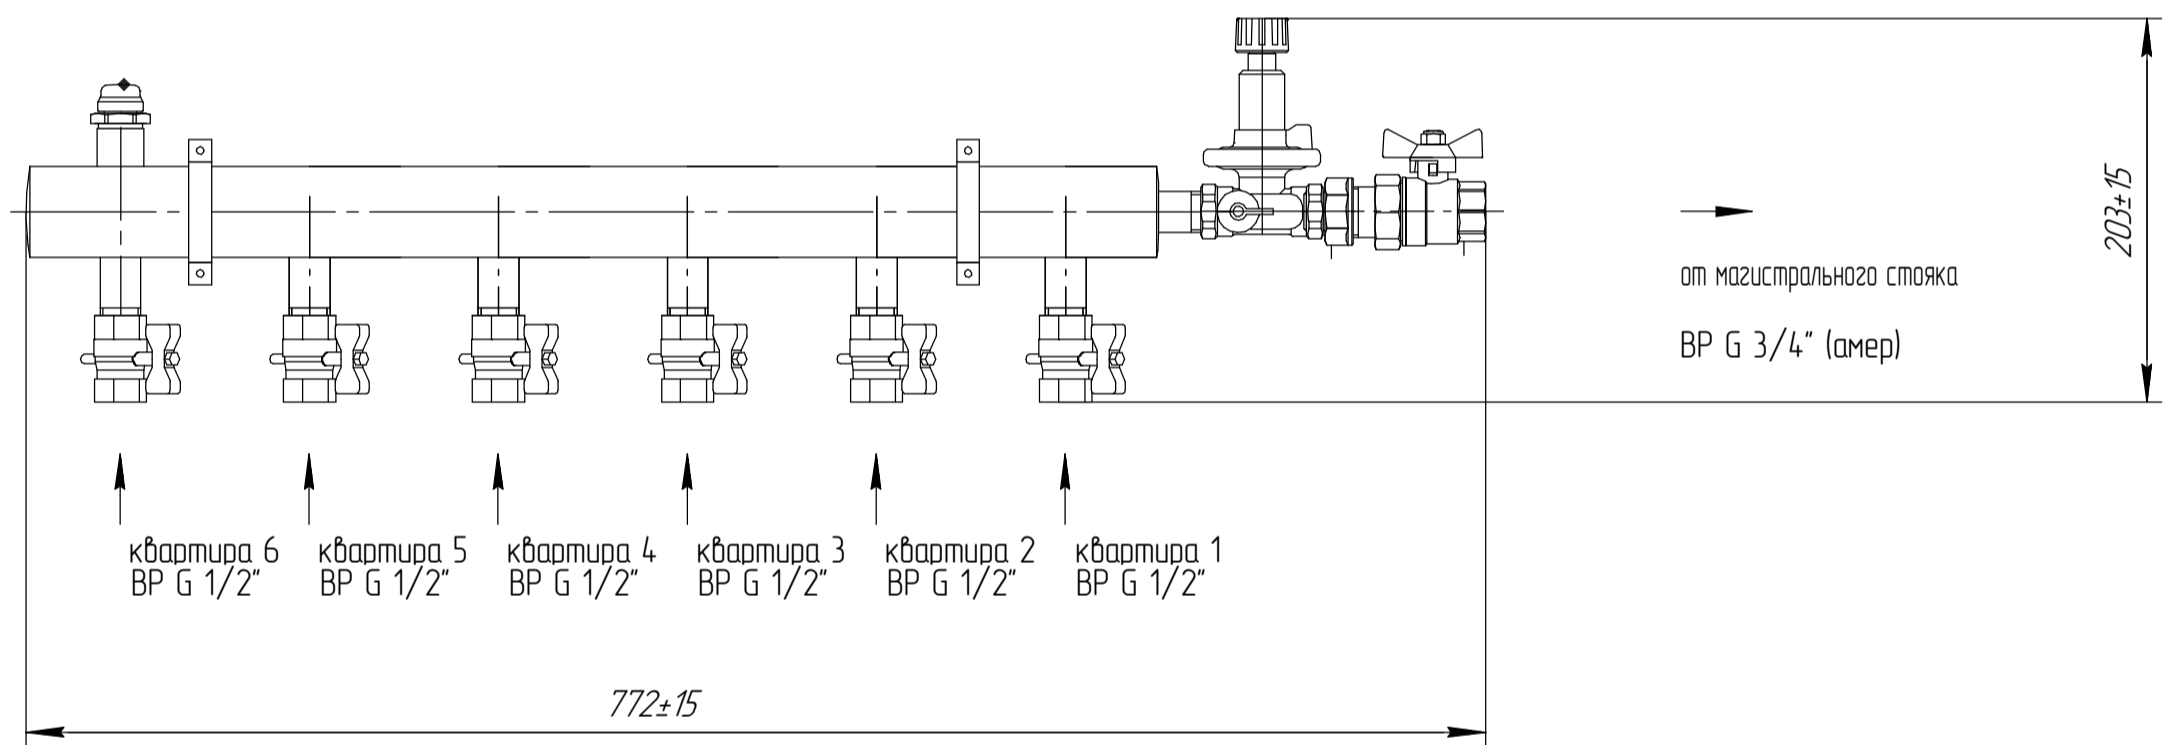 203±15
от магистрального стояка
ВР G 3/4" (амер)
квартира 6
ВР G 1/2"
квартира 5
ВР G 1/2"
квартира 4
ВР G 1/2"
квартира 3
ВР G 1/2"
квартира 2
ВР G 1/2"
квартира 1
ВР G 1/2"
772±15